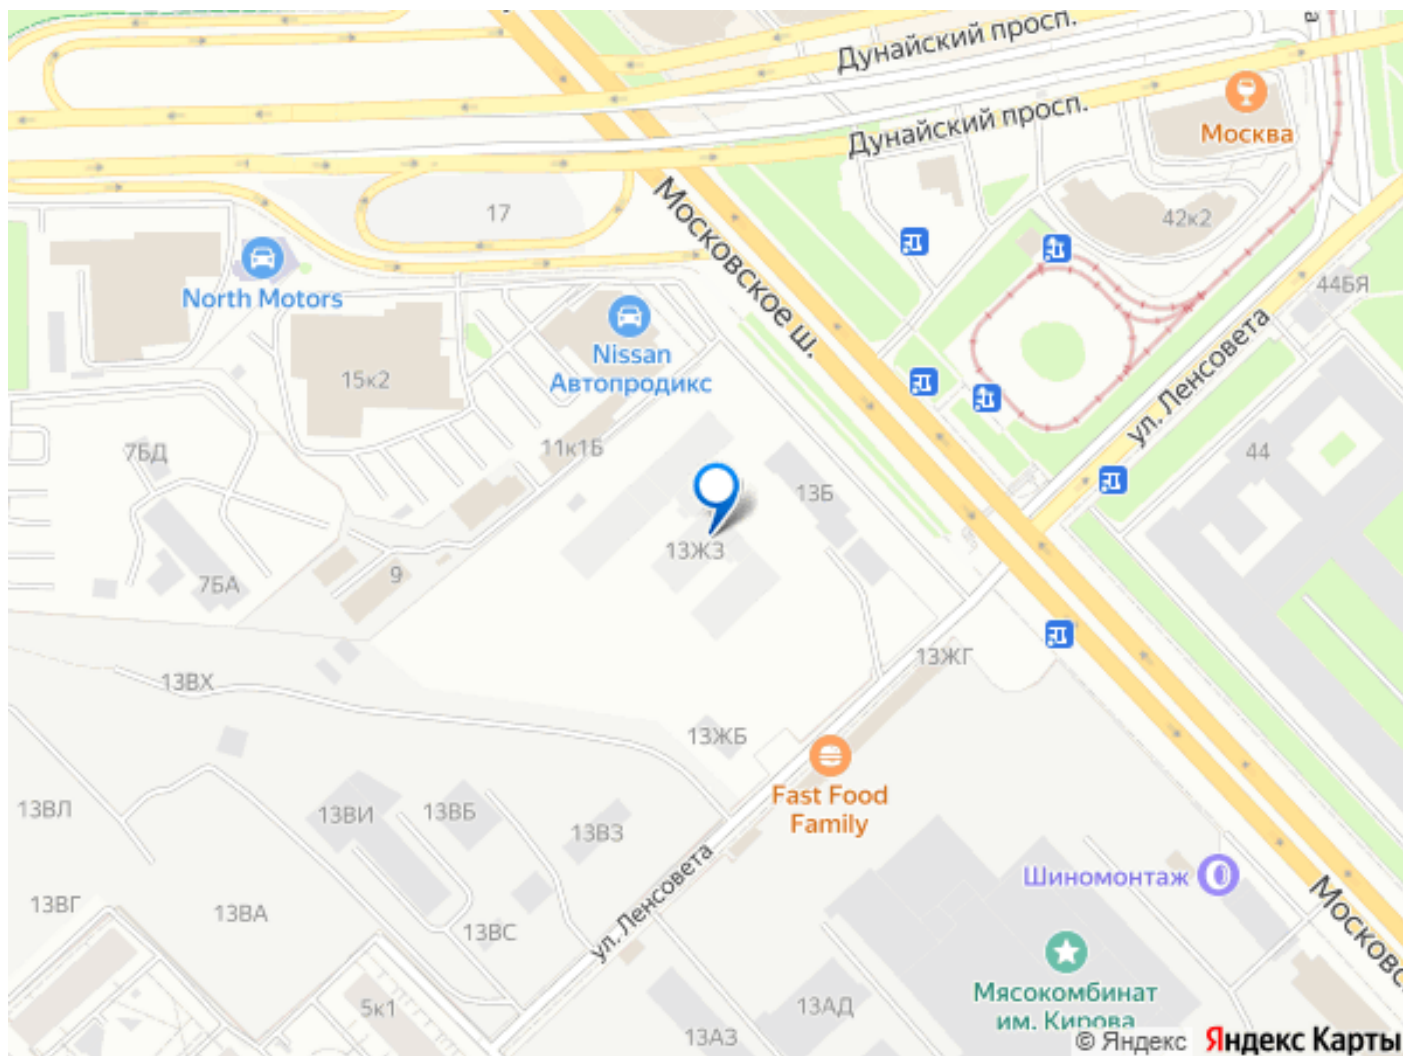 Дунайский просп.
Дунайский просп.
Москва
17
42к2
North Motors
Московское ш.
44БЯ
Nissan
Автопродикс
15к2
ул. Ленсовета
11к1Б
7БД
44
13Б
13ЖЗ
9
7БА
13ЖГ
13ВХ
13ЖБ
Fast Food
Family
13ВЛ
13ВИ
13ВБ
13ВЗ
Шиномонтаж
13ВГ
13ВА
13ВС
ул. Ленсовета
Московс
Мясокомбинат
им. Кирова
5к1
13АД
13АЗ
© Яндекс Яндекс Карты